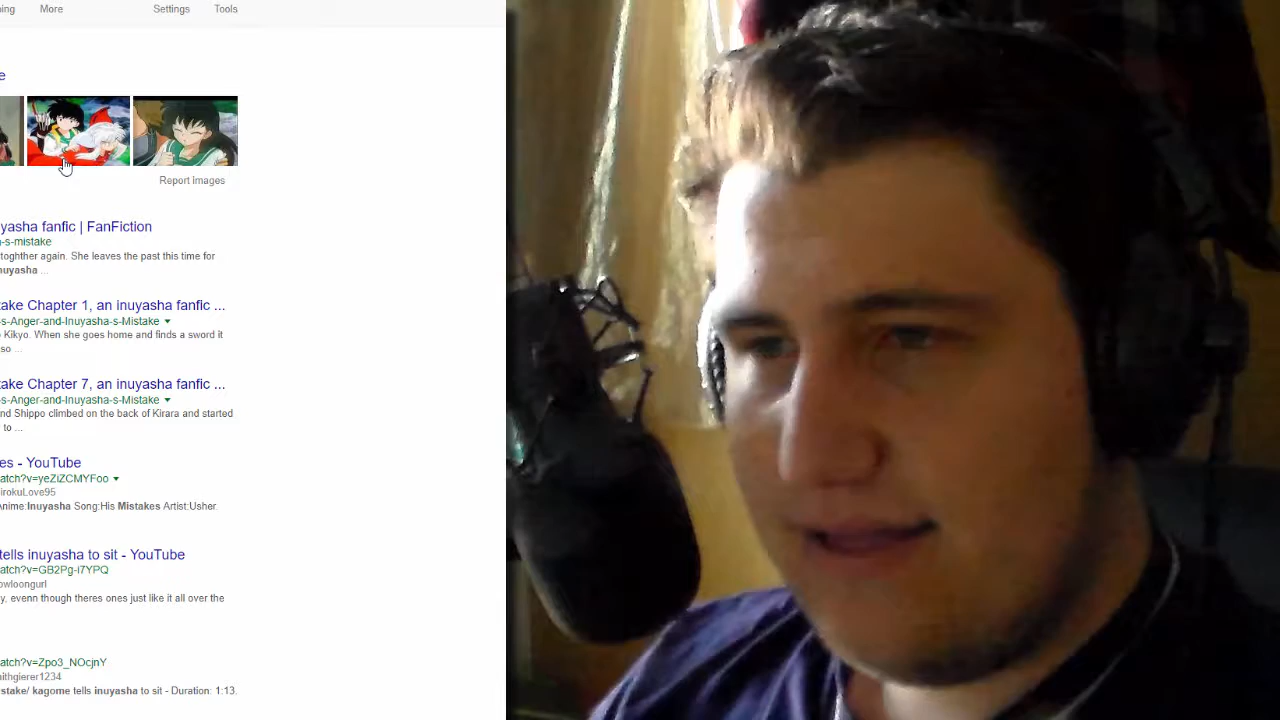 More Settings Tools
Report images
yasha fanfic | FanFiction
-s-mistake
toghther again. She leaves the past this time for
nuyasha ...
take Chapter 1, an inuyasha fanfic ...
s-Anger-and-Inuyasha-s-Mistake
Kikyo. When she goes home and finds a sword it
so ...
take Chapter 7, an inuyasha fanfic ...
s-Anger-and-Inuyasha-s-Mistake
nd Shippo climbed on the back of Kirara and started
to ...
es - YouTube
atch?v=yeZiZCMYFoo
irokuLove95
Anime:Inuyasha Song:His Mistakes Artist:Usher
tells inuyasha to sit - YouTube
atch?v=GB2Pg-i7YPQ
owloongurl
y, evenn though theres ones just like it all over the
atch?v=Zpo3_NOcjnY
aithgierer1234
stake/ kagome tells inuyasha to sit - Duration: 1:13.